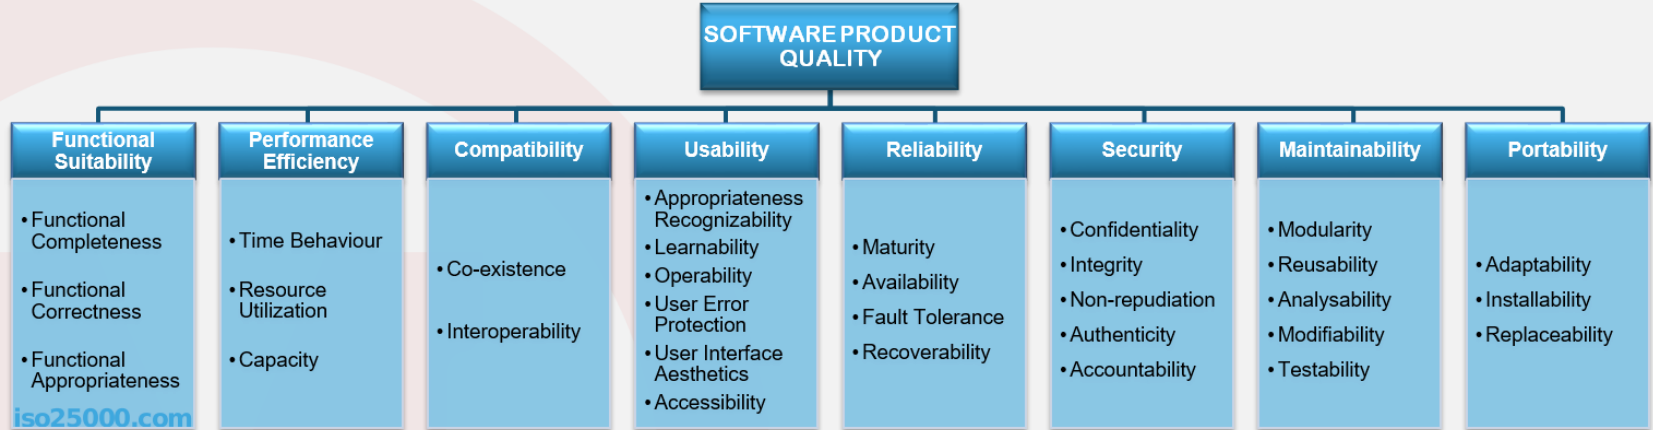 SOFTWARE PRODUCT
QUALITY
Functional
Suitability
• Functional
Completeness
• Functional
Correctness
• Functional
Appropriateness
Performance
Efficiency
• Time Behaviour
• Resource
Utilization
• Capacity
Compatibility
• Co-existence
• Interoperability
Usability
• Appropriateness
Recognizability
• Learnability
• Operability
• User Error
Protection
• User Interface
Aesthetics
• Accessibility
Reliability
• Maturity
• Availability
• Fault Tolerance
• Recoverability
Security
• Confidentiality
• Integrity
• Non-repudiation
• Authenticity
• Accountability
Maintainability
• Modularity
• Reusability
• Analysability
• Modifiability
• Testability
Portability
• Adaptability
• Installability
• Replaceability
iso25000.com